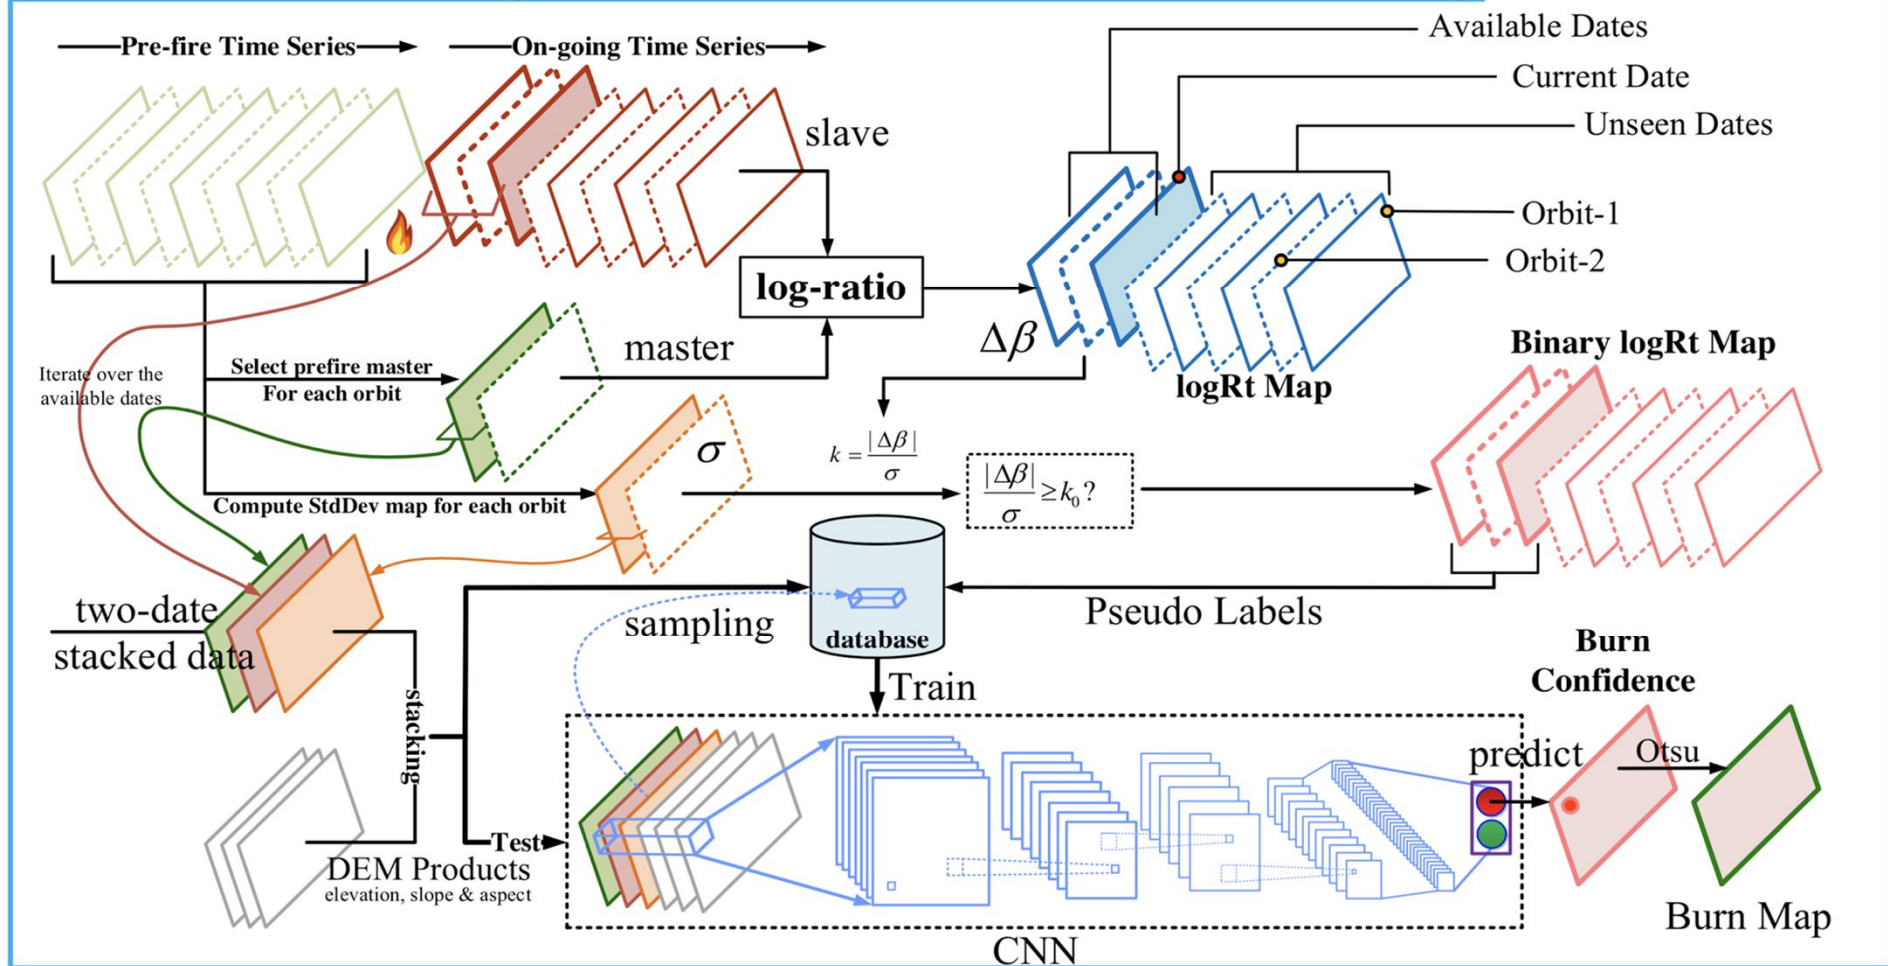 Pre-fire Time Series
On-going Time Series
Available Dates
Current Date
Unseen Dates
slave
Orbit-1
Orbit-2
log-ratio
Δβ
logRt Map
Binary logRt Map
master
Iterate over the
available dates
Select prefire master
For each orbit
σ
k = |Δβ| / σ
|Δβ| / σ ≥ k₀ ?
Compute StdDev map for each orbit
two-date
stacked data
sampling
database
Pseudo Labels
Train
stacking
Burn
Confidence
predict
Otsu
Test
DEM Products
elevation, slope & aspect
CNN
Burn Map